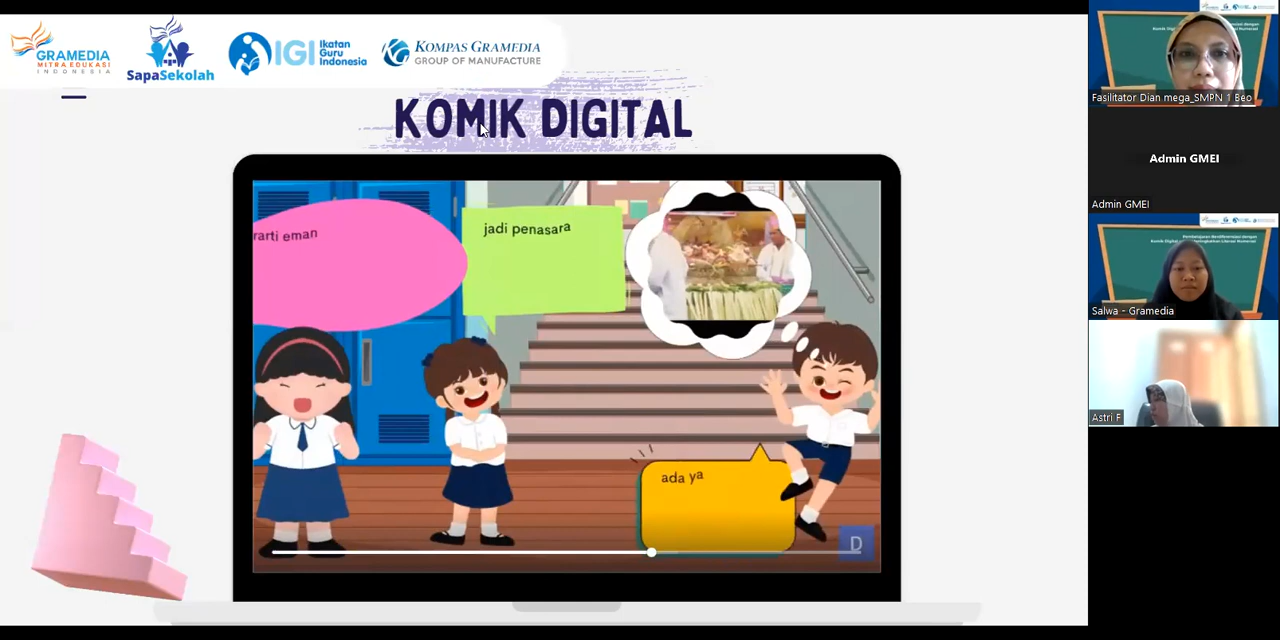 GRAMEDIA
MITRA EDUKASI
INDONESIA
SapaSekolah
IGI Ikatan
Guru
Indonesia
KOMPAS GRAMEDIA
GROUP OF MANUFACTURE
KOMIK DIGITAL
rarti eman
jadi penasara
ada ya
D
Fasilitator Dian mega_SMPN 1 Beo
Admin GMEI
Admin GMEI
Salwa - Gramedia
Astri F